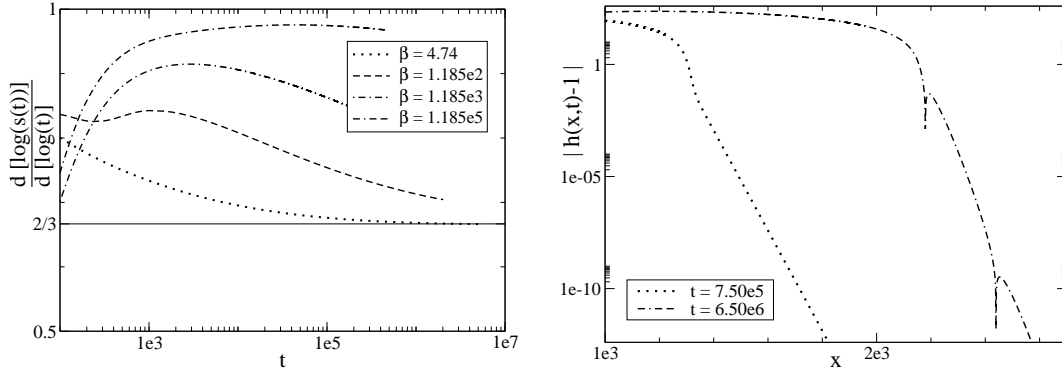 1
2/3
0.5
d [log(s(t))]
d [log(t)]
β = 4.74
β = 1.185e2
β = 1.185e3
β = 1.185e5
1e3
1e5
1e7
t
| h(x,t)-1 |
1
1e-05
1e-10
t = 7.50e5
t = 6.50e6
1e3
2e3
x